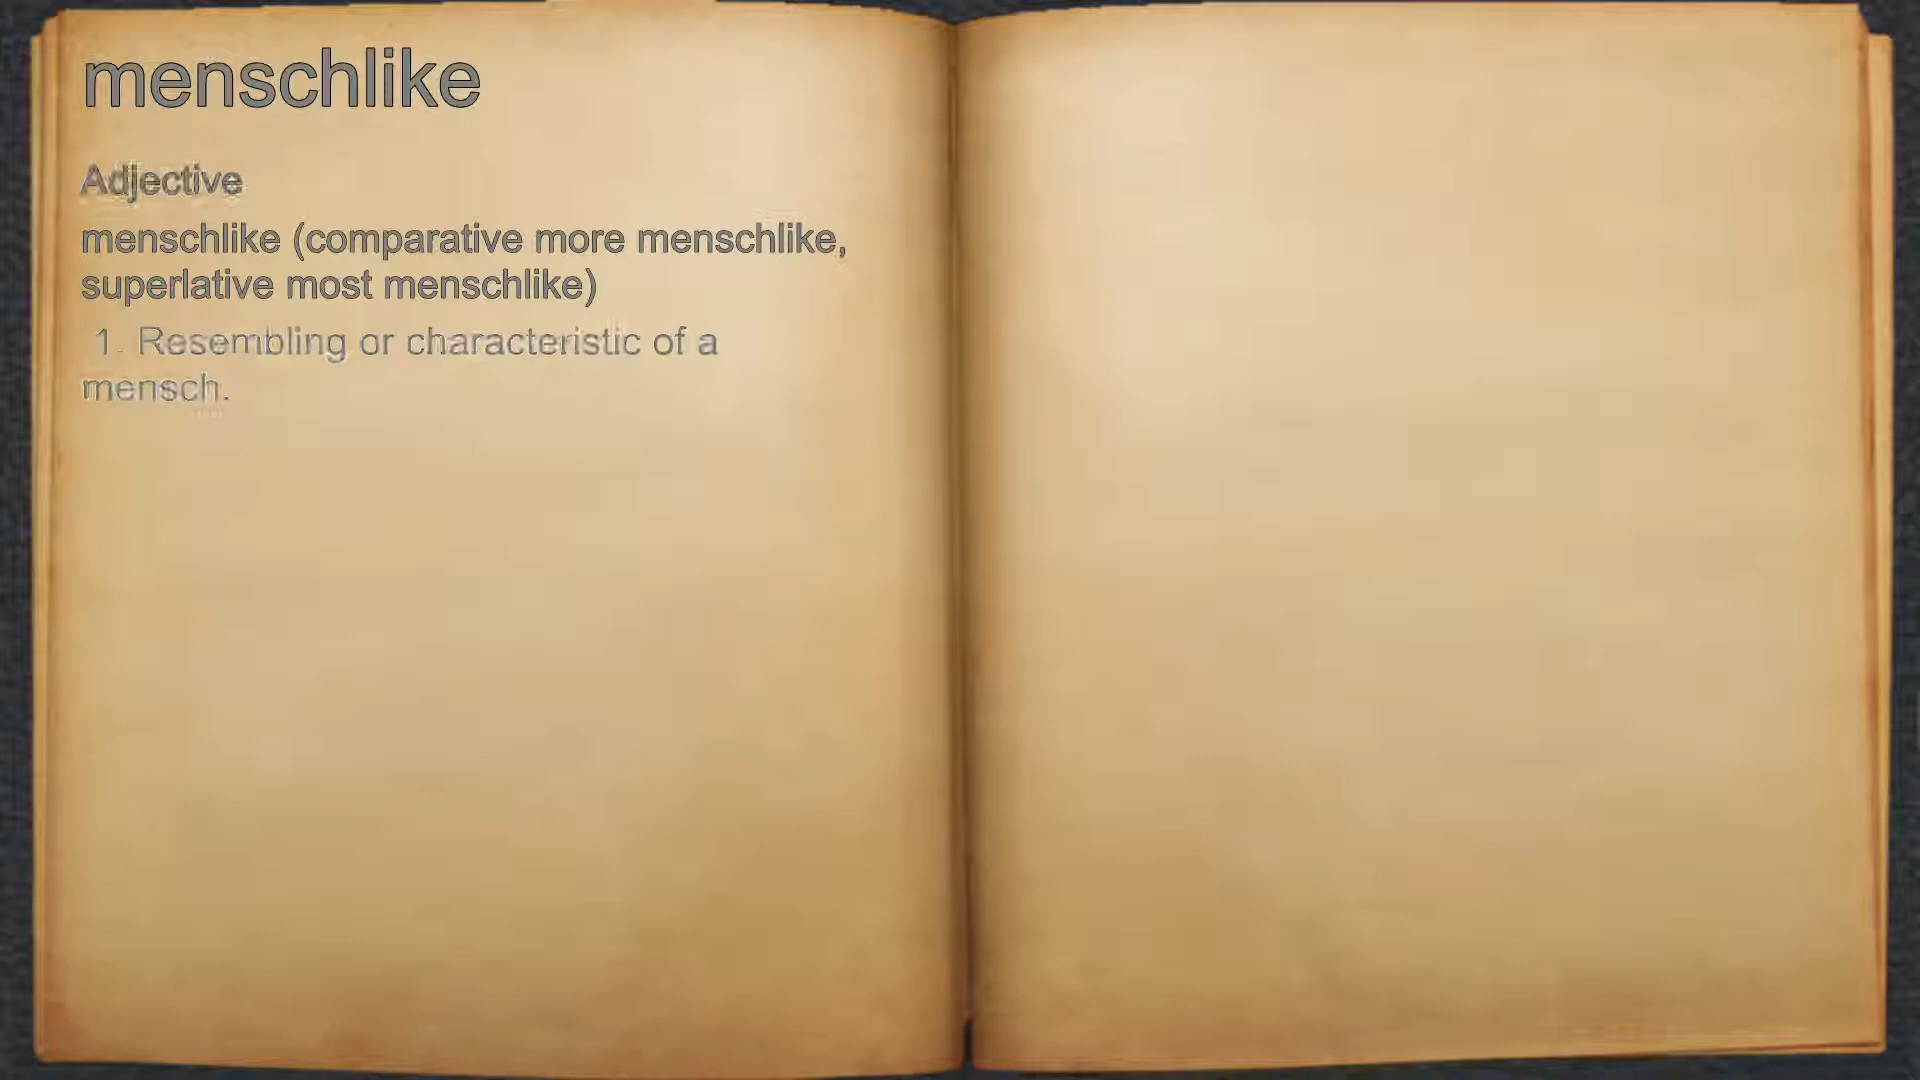 menschlike
Adjective
menschlike (comparative more menschlike,
superlative most menschlike)
1. Resembling or characteristic of a
mensch.